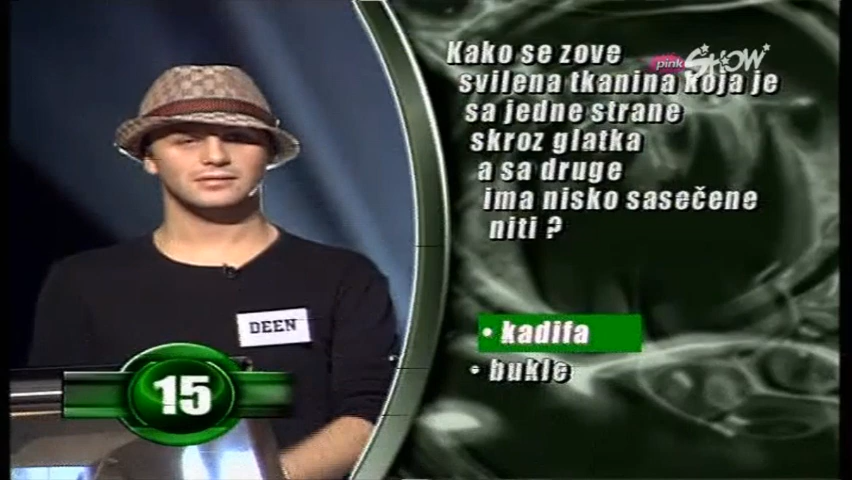 Kako se zove
svilena tkanina koja je
sa jedne strane
skroz glatka
a sa druge
ima nisko sasečene
niti ?
pink SHOW
DEEN
15
• kadifa
• bukle